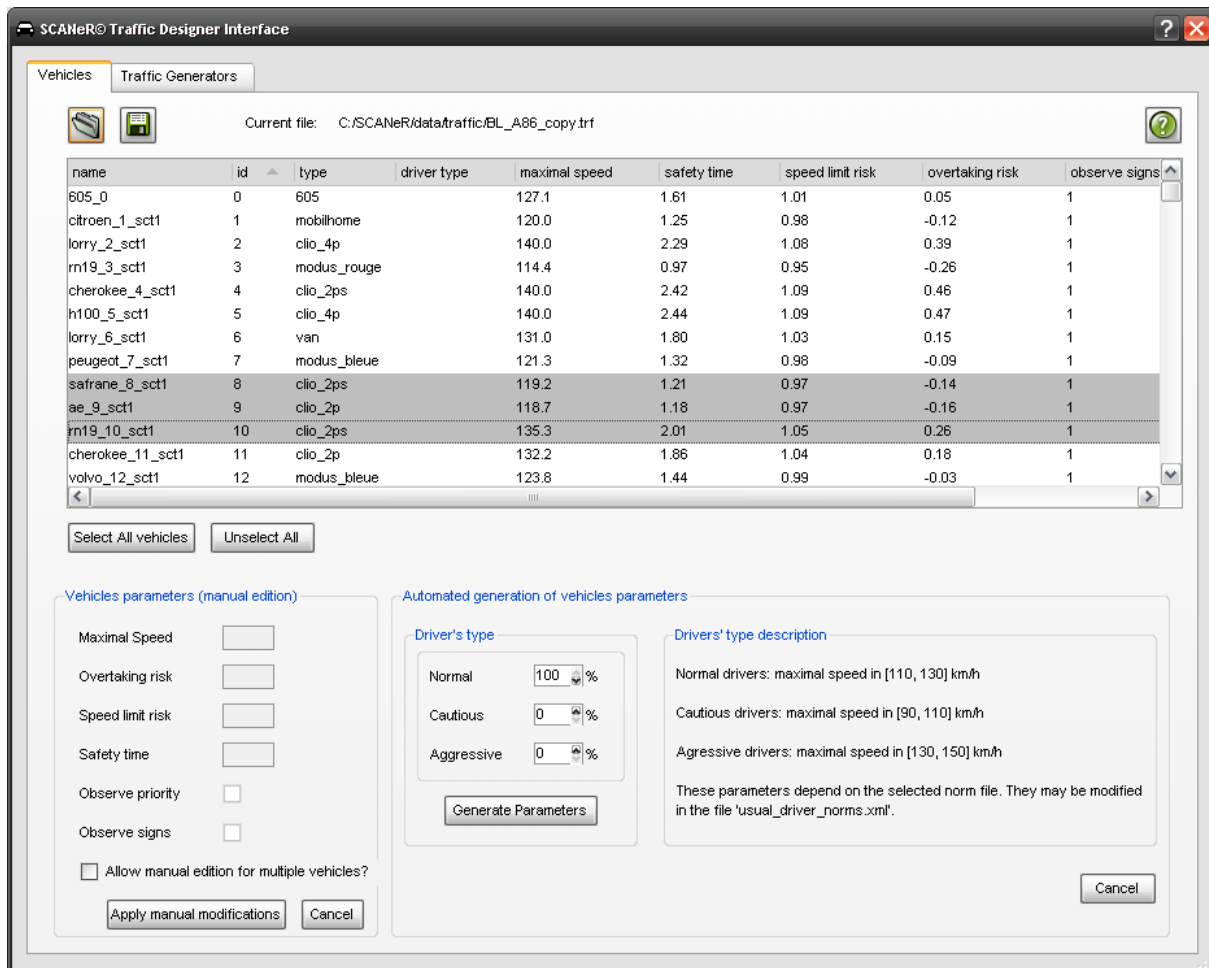 SCANeR© Traffic Designer Interface
Vehicles Traffic Generators
Current file: C:/SCANeR/data/traffic/BL_A86_copy.trf
name id type driver type maximal speed safety time speed limit risk overtaking risk observe signs
605_0 0 605 127.1 1.61 1.01 0.05 1
citroen_1_sct1 1 mobilhome 120.0 1.25 0.98 -0.12 1
lorry_2_sct1 2 clio_4p 140.0 2.29 1.08 0.39 1
rn19_3_sct1 3 modus_rouge 114.4 0.97 0.95 -0.26 1
cherokee_4_sct1 4 clio_2ps 140.0 2.42 1.09 0.46 1
h100_5_sct1 5 clio_4p 140.0 2.44 1.09 0.47 1
lorry_6_sct1 6 van 131.0 1.80 1.03 0.15 1
peugeot_7_sct1 7 modus_bleue 121.3 1.32 0.98 -0.09 1
safrane_8_sct1 8 clio_2ps 119.2 1.21 0.97 -0.14 1
ae_9_sct1 9 clio_2p 118.7 1.18 0.97 -0.16 1
rn19_10_sct1 10 clio_2ps 135.3 2.01 1.05 0.26 1
cherokee_11_sct1 11 clio_2p 132.2 1.86 1.04 0.18 1
volvo_12_sct1 12 modus_bleue 123.8 1.44 0.99 -0.03 1
Select All vehicles Unselect All
Vehicles parameters (manual edition)
Maximal Speed
Overtaking risk
Speed limit risk
Safety time
Observe priority
Observe signs
Allow manual edition for multiple vehicles?
Apply manual modifications Cancel
Automated generation of vehicles parameters
Driver's type
Normal 100 %
Cautious 0 %
Aggressive 0 %
Generate Parameters
Drivers' type description
Normal drivers: maximal speed in [110, 130] km/h
Cautious drivers: maximal speed in [90, 110] km/h
Agressive drivers: maximal speed in [130, 150] km/h
These parameters depend on the selected norm file. They may be modified
in the file 'usual_driver_norms.xml'.
Cancel